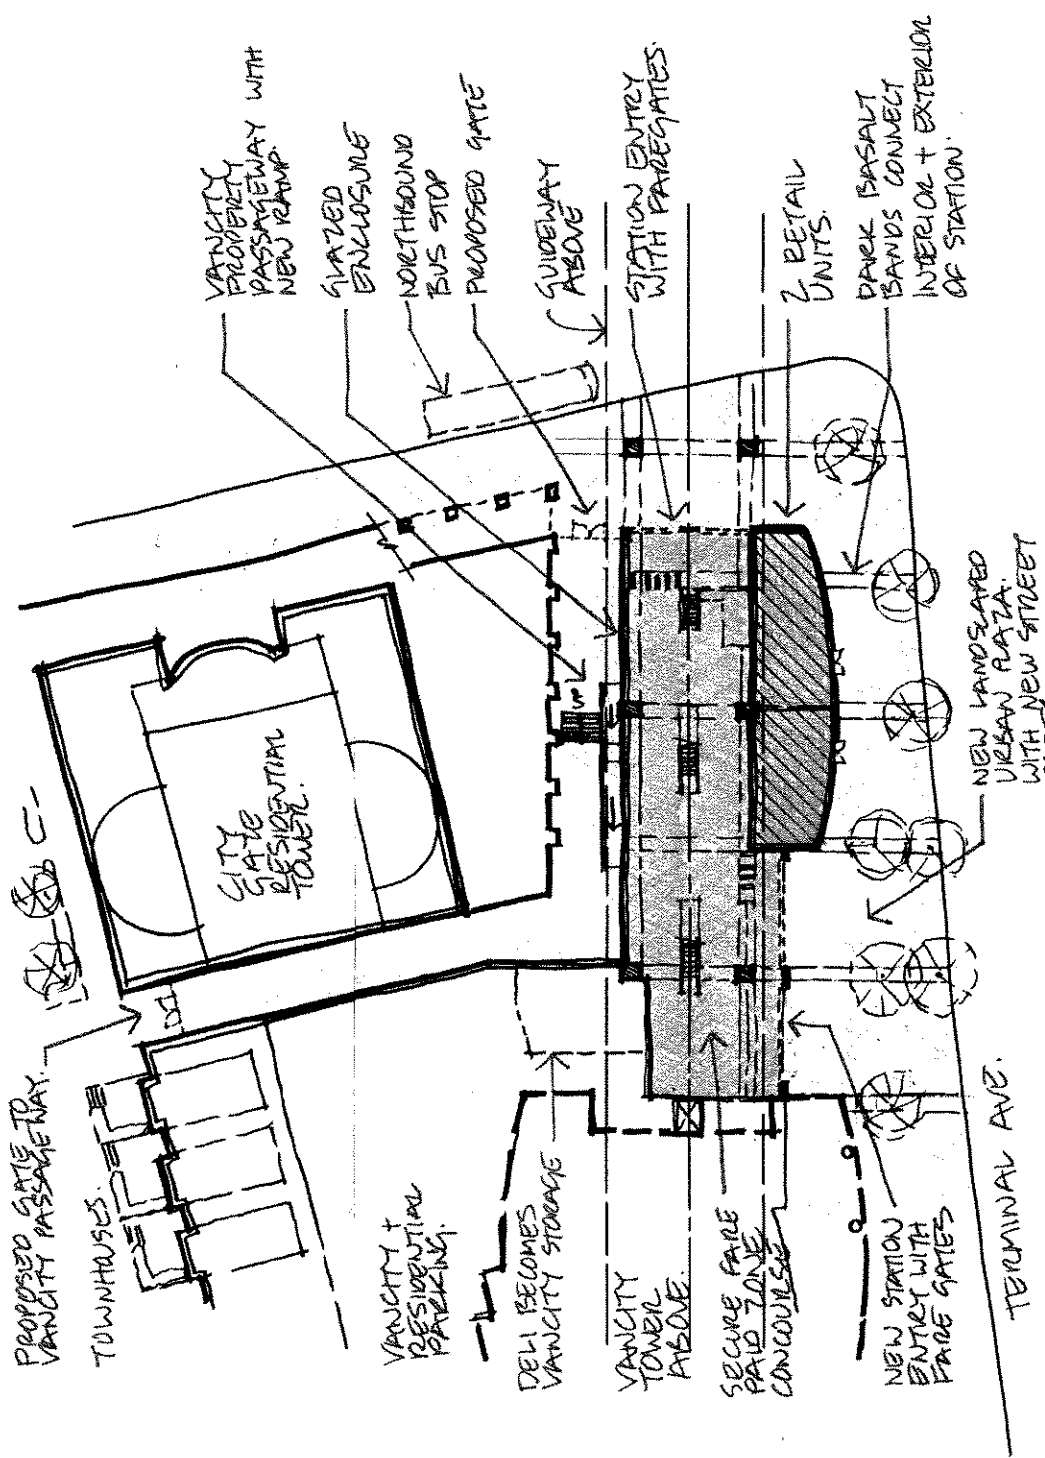 PROPOSED GATE TO
VANCITY PASSAGEWAY.
TOWNHOUSES.
VANCITY +
RESIDENTIAL
PARKING.
DELI BECOMES
VANCITY STORAGE
VANCITY
TOWER
ABOVE.
SECURE FARE
PAID ZONE
CONCOURSE
NEW STATION
ENTRY WITH
FARE GATES
TERMINAL AVE.
CITY
GATE
RESIDENTIAL
TOWER.
UP
VANCITY
PROPERTY
PASSAGEWAY WITH
NEW RAMP.
GLAZED
ENCLOSURE
NORTHBOUND
BUS STOP
PROPOSED GATE
GUIDEWAY
ABOVE
STATION ENTRY
WITH FAREGATES.
2 RETAIL
UNITS.
DARK BASALT
BANDS CONNECT
INTERIOR + EXTERIOR
OF STATION.
NEW LANDSCAPED
URBAN PLAZA.
WITH NEW STREET